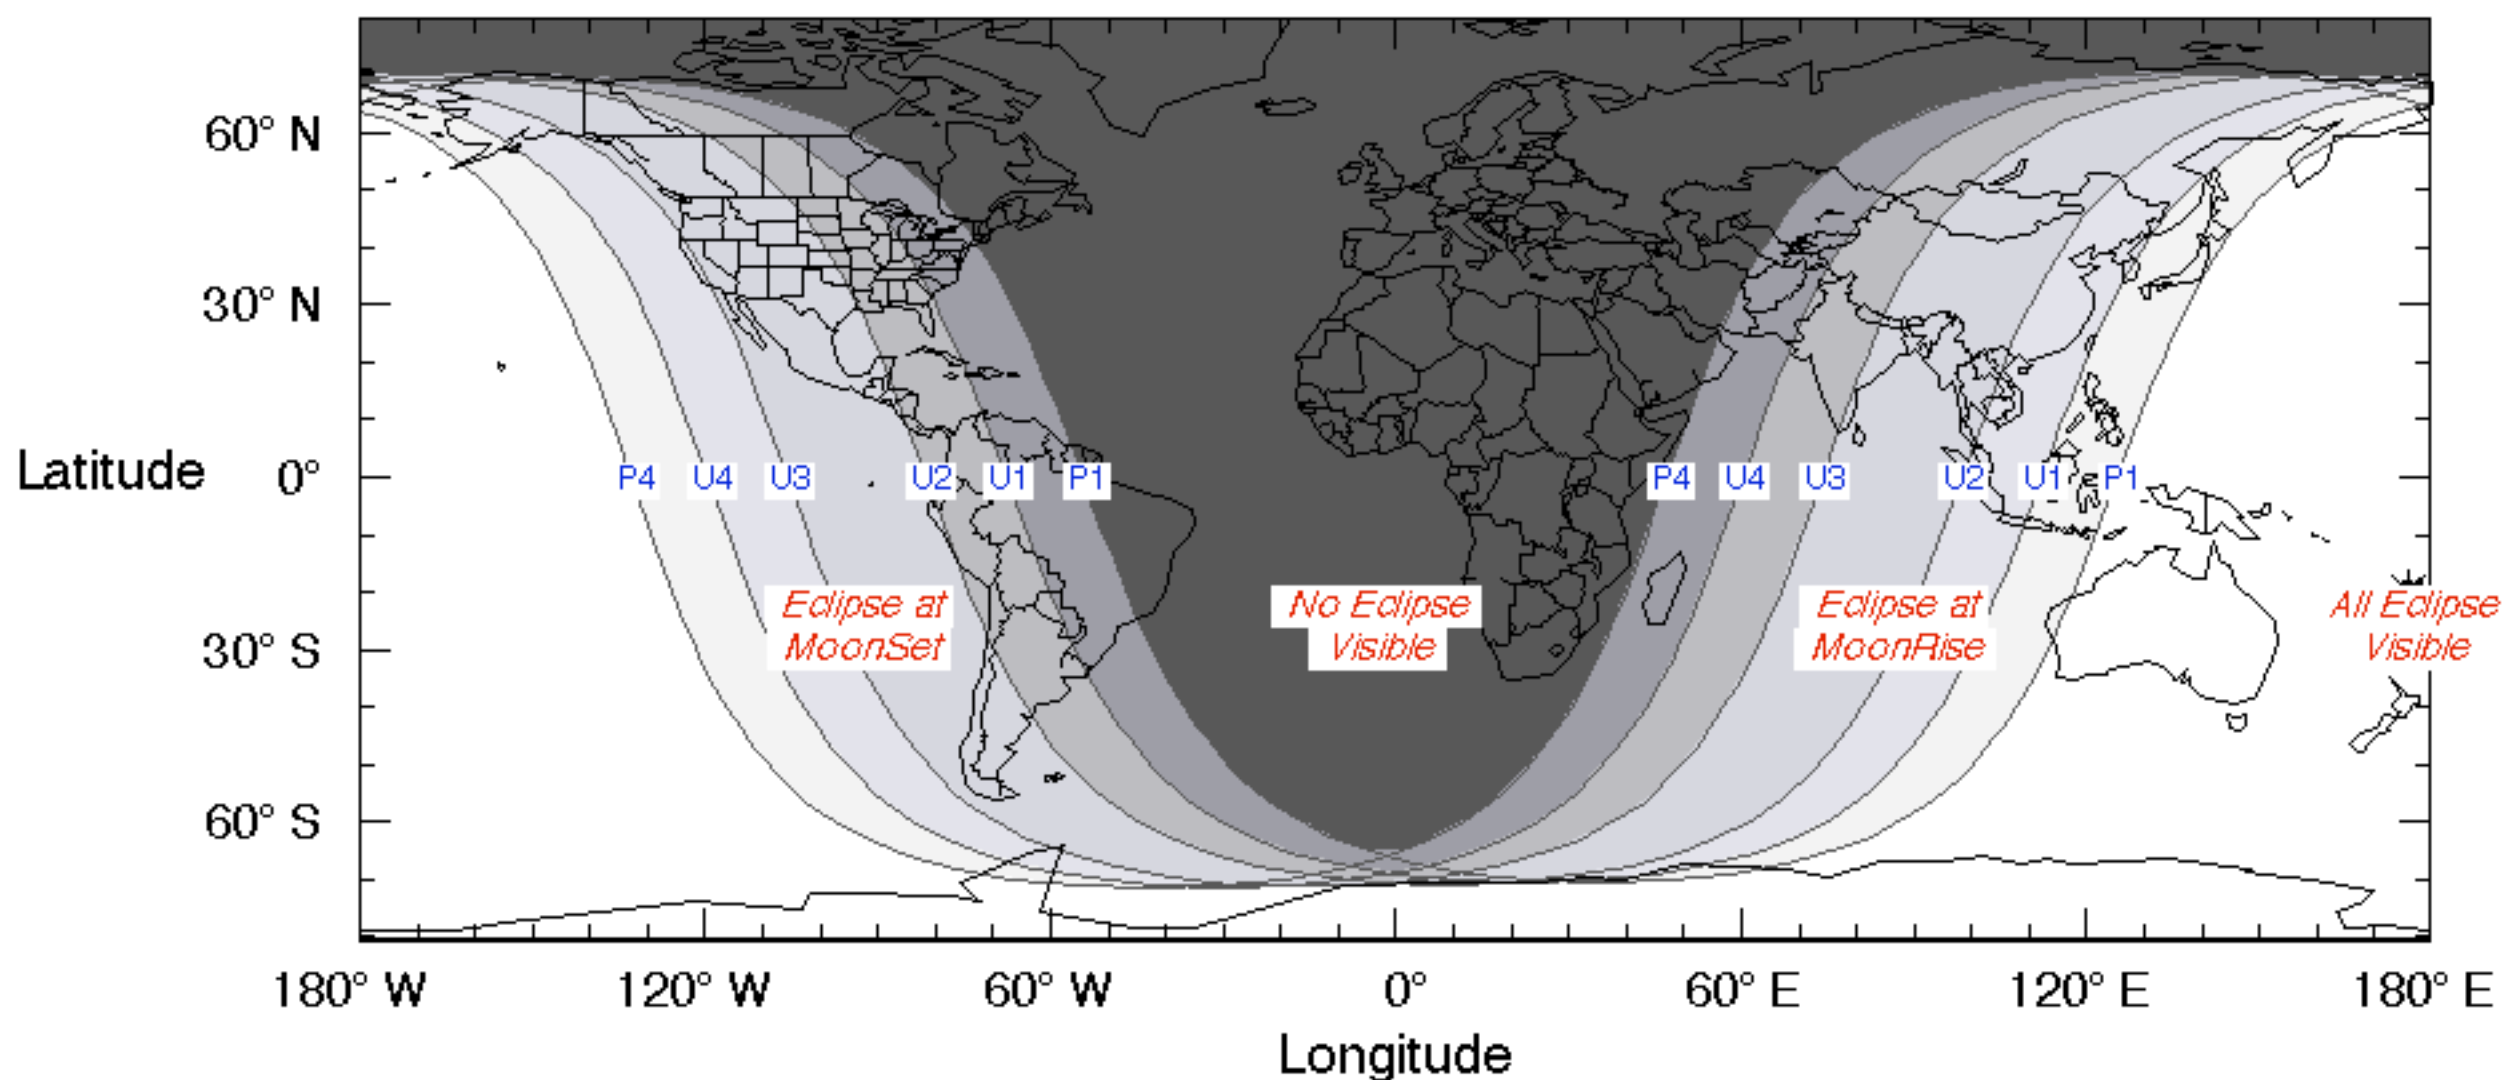 60° N
30° N
Latitude 0°
P4 U4 U3 U2 U1 P1 P4 U4 U3 U2 U1 P1
Eclipse at
MoonSet
No Eclipse
Visible
Eclipse at
MoonRise
All Eclipse
Visible
30° S
60° S
180° W 120° W 60° W 0° 60° E 120° E 180° E
Longitude